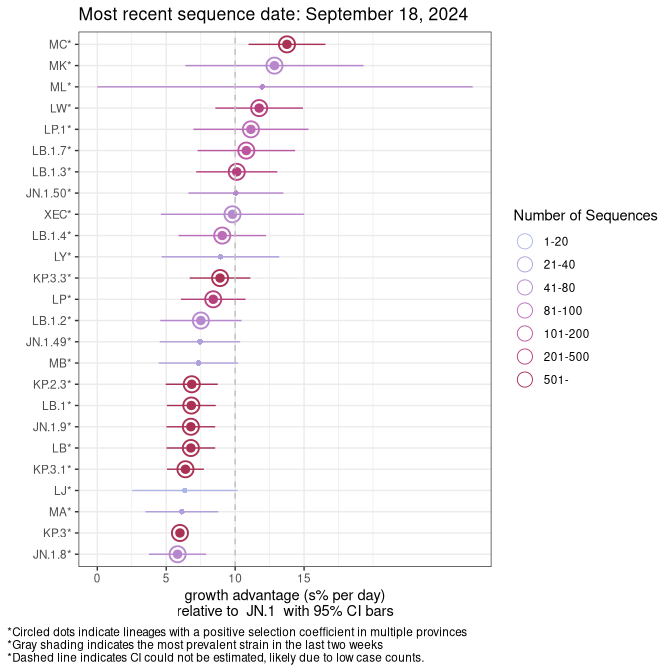 Most recent sequence date: September 18, 2024
MC*
MK*
ML*
LW*
LP.1*
LB.1.7*
LB.1.3*
JN.1.50*
XEC*
LB.1.4*
LY*
KP.3.3*
LP*
LB.1.2*
JN.1.49*
MB*
KP.2.3*
LB.1*
JN.1.9*
LB*
KP.3.1*
LJ*
MA*
KP.3*
JN.1.8*
0 5 10 15
growth advantage (s% per day)
relative to JN.1 with 95% CI bars
Number of Sequences
1-20
21-40
41-80
81-100
101-200
201-500
501-
*Circled dots indicate lineages with a positive selection coefficient in multiple provinces
*Gray shading indicates the most prevalent strain in the last two weeks
*Dashed line indicates CI could not be estimated, likely due to low case counts.